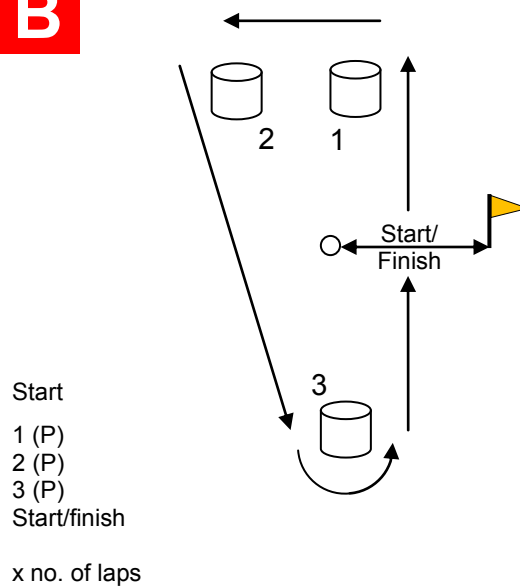 B
2 1
Start/
Finish
3
Start
1 (P)
2 (P)
3 (P)
Start/finish
x no. of laps